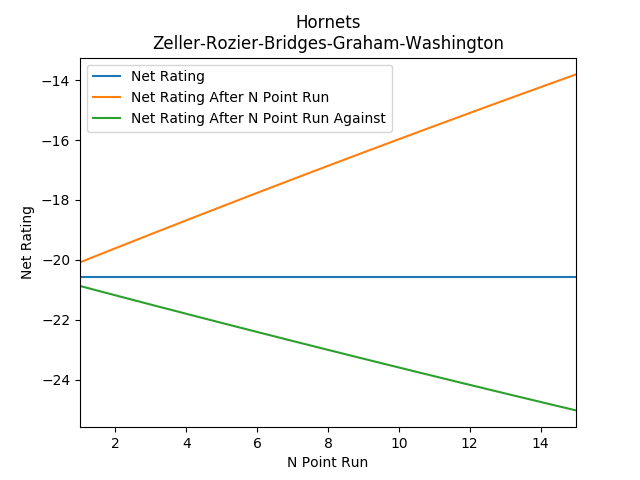 Hornets
Zeller-Rozier-Bridges-Graham-Washington
Net Rating
Net Rating After N Point Run
Net Rating After N Point Run Against
−14
−16
−18
−20
−22
−24
Net Rating
2 4 6 8 10 12 14
N Point Run